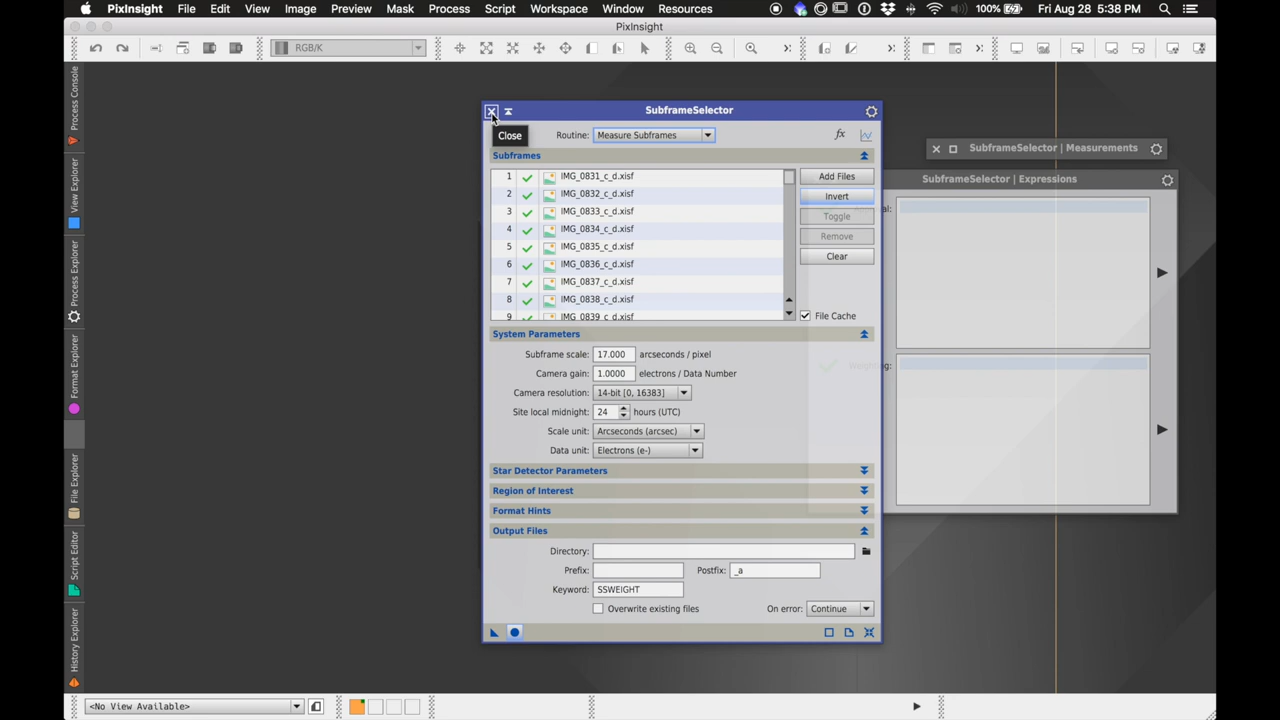 PixInsight File Edit View Image Preview Mask Process Script Workspace Window Resources 100% Fri Aug 28 5:38 PM
PixInsight
RGB/K
Process Console
View Explorer
Process Explorer
Format Explorer
File Explorer
Script Editor
History Explorer
SubframeSelector
Close
Routine: Measure Subframes fx
Subframes
1 IMG_0831_c_d.xisf
2 IMG_0832_c_d.xisf
3 IMG_0833_c_d.xisf
4 IMG_0834_c_d.xisf
5 IMG_0835_c_d.xisf
6 IMG_0836_c_d.xisf
7 IMG_0837_c_d.xisf
8 IMG_0838_c_d.xisf
9 IMG_0839_c_d.xisf
Add Files
Invert
Toggle
Remove
Clear
File Cache
System Parameters
Subframe scale: 17.000 arcseconds / pixel
Camera gain: 1.0000 electrons / Data Number
Camera resolution: 14-bit [0, 16383]
Site local midnight: 24 hours (UTC)
Scale unit: Arcseconds (arcsec)
Data unit: Electrons (e-)
Star Detector Parameters
Region of Interest
Format Hints
Output Files
Directory:
Prefix: Postfix: _a
Keyword: SSWEIGHT
Overwrite existing files On error: Continue
SubframeSelector | Measurements
SubframeSelector | Expressions
Weighting:
<No View Available>